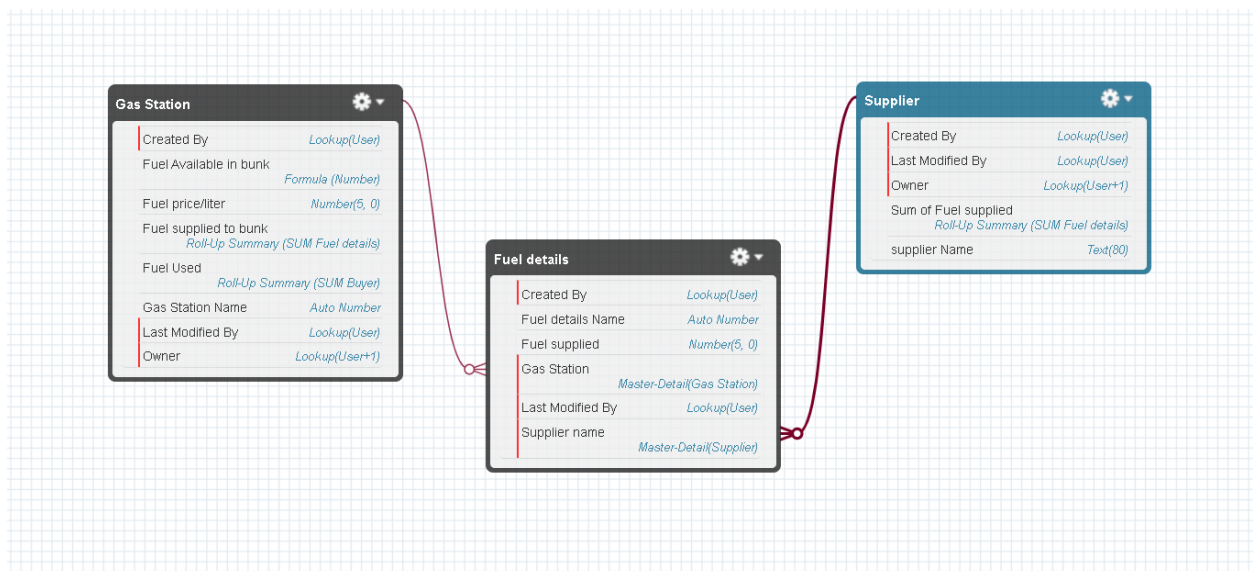 Gas Station
Created By Lookup(User)
Fuel Available in bunk
Formula (Number)
Fuel price/liter Number(5, 0)
Fuel supplied to bunk
Roll-Up Summary (SUM Fuel details)
Fuel Used
Roll-Up Summary (SUM Buyer)
Gas Station Name Auto Number
Last Modified By Lookup(User)
Owner Lookup(User+1)
Fuel details
Created By Lookup(User)
Fuel details Name Auto Number
Fuel supplied Number(5, 0)
Gas Station
Master-Detail(Gas Station)
Last Modified By Lookup(User)
Supplier name
Master-Detail(Supplier)
Supplier
Created By Lookup(User)
Last Modified By Lookup(User)
Owner Lookup(User+1)
Sum of Fuel supplied
Roll-Up Summary (SUM Fuel details)
supplier Name Text(80)